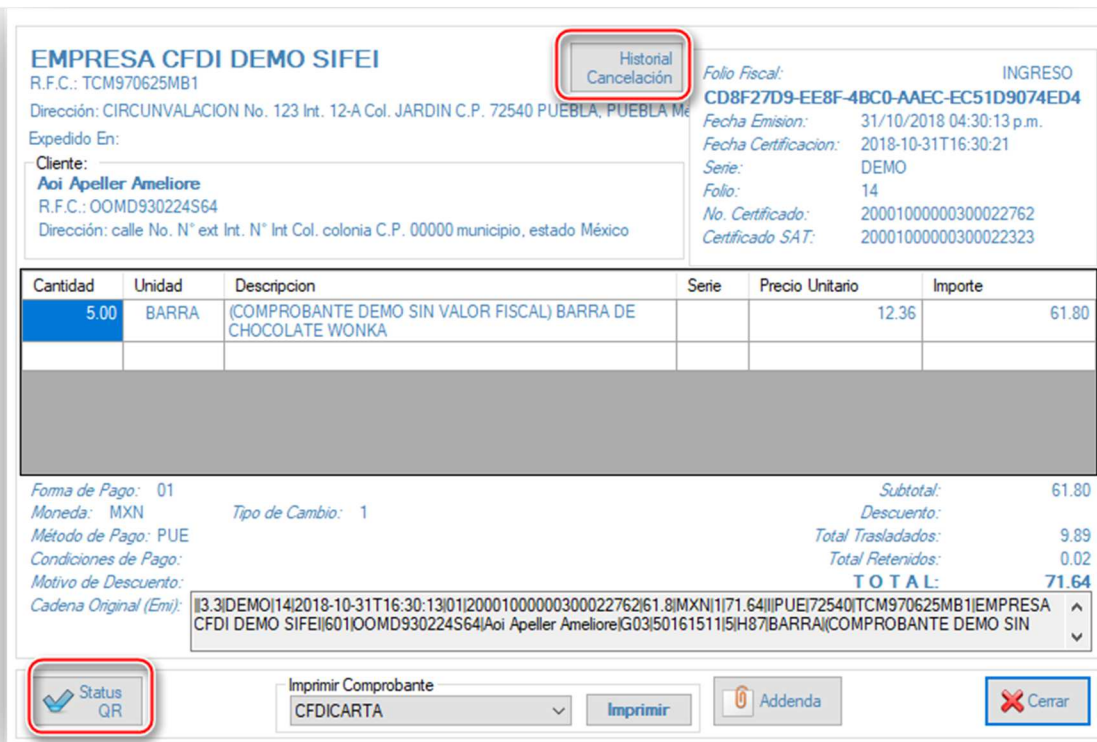 EMPRESA CFDI DEMO SIFEI
R.F.C.: TCM970625MB1
Dirección: CIRCUNVALACION No. 123 Int. 12-A Col. JARDIN C.P. 72540 PUEBLA, PUEBLA Mé
Expedido En:
Historial
Cancelación
Folio Fiscal: INGRESO
CD8F27D9-EE8F-4BC0-AAEC-EC51D9074ED4
Fecha Emision: 31/10/2018 04:30:13 p.m.
Fecha Certificacion: 2018-10-31T16:30:21
Serie: DEMO
Folio: 14
No. Certificado: 20001000000300022762
Certificado SAT: 20001000000300022323
Cliente:
Aoi Apeller Ameliore
R.F.C.: OOMD930224S64
Dirección: calle No. N° ext Int. N° Int Col. colonia C.P. 00000 municipio, estado México
Cantidad Unidad Descripcion Serie Precio Unitario Importe
5.00 BARRA (COMPROBANTE DEMO SIN VALOR FISCAL) BARRA DE 12.36 61.80
CHOCOLATE WONKA
Forma de Pago: 01 Subtotal: 61.80
Moneda: MXN Tipo de Cambio: 1 Descuento:
Método de Pago: PUE Total Trasladados: 9.89
Condiciones de Pago: Total Retenidos: 0.02
Motivo de Descuento: T O T A L: 71.64
Cadena Original (Emi): ||3.3|DEMO|14|2018-10-31T16:30:13|01|20001000000300022762|61.8|MXN|1|71.64|I|PUE|72540|TCM970625MB1|EMPRESA
CFDI DEMO SIFEI|601|OOMD930224S64|Aoi Apeller Ameliore|G03|50161511|5|H87|BARRA|(COMPROBANTE DEMO SIN
Status
QR
Imprimir Comprobante
CFDICARTA
Imprimir
Addenda
Cerrar